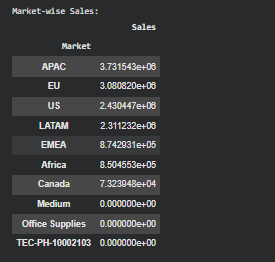 Market-wise Sales:
Sales
Market
APAC 3.731543e+06
EU 3.080820e+06
US 2.430447e+06
LATAM 2.311232e+06
EMEA 8.742931e+05
Africa 8.504553e+05
Canada 7.323948e+04
Medium 0.000000e+00
Office Supplies 0.000000e+00
TEC-PH-10002103 0.000000e+00